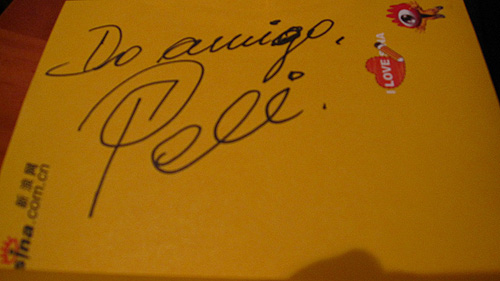 Do amigo,
Pelé.
I LOVE SINA
新浪网
sina.com.cn